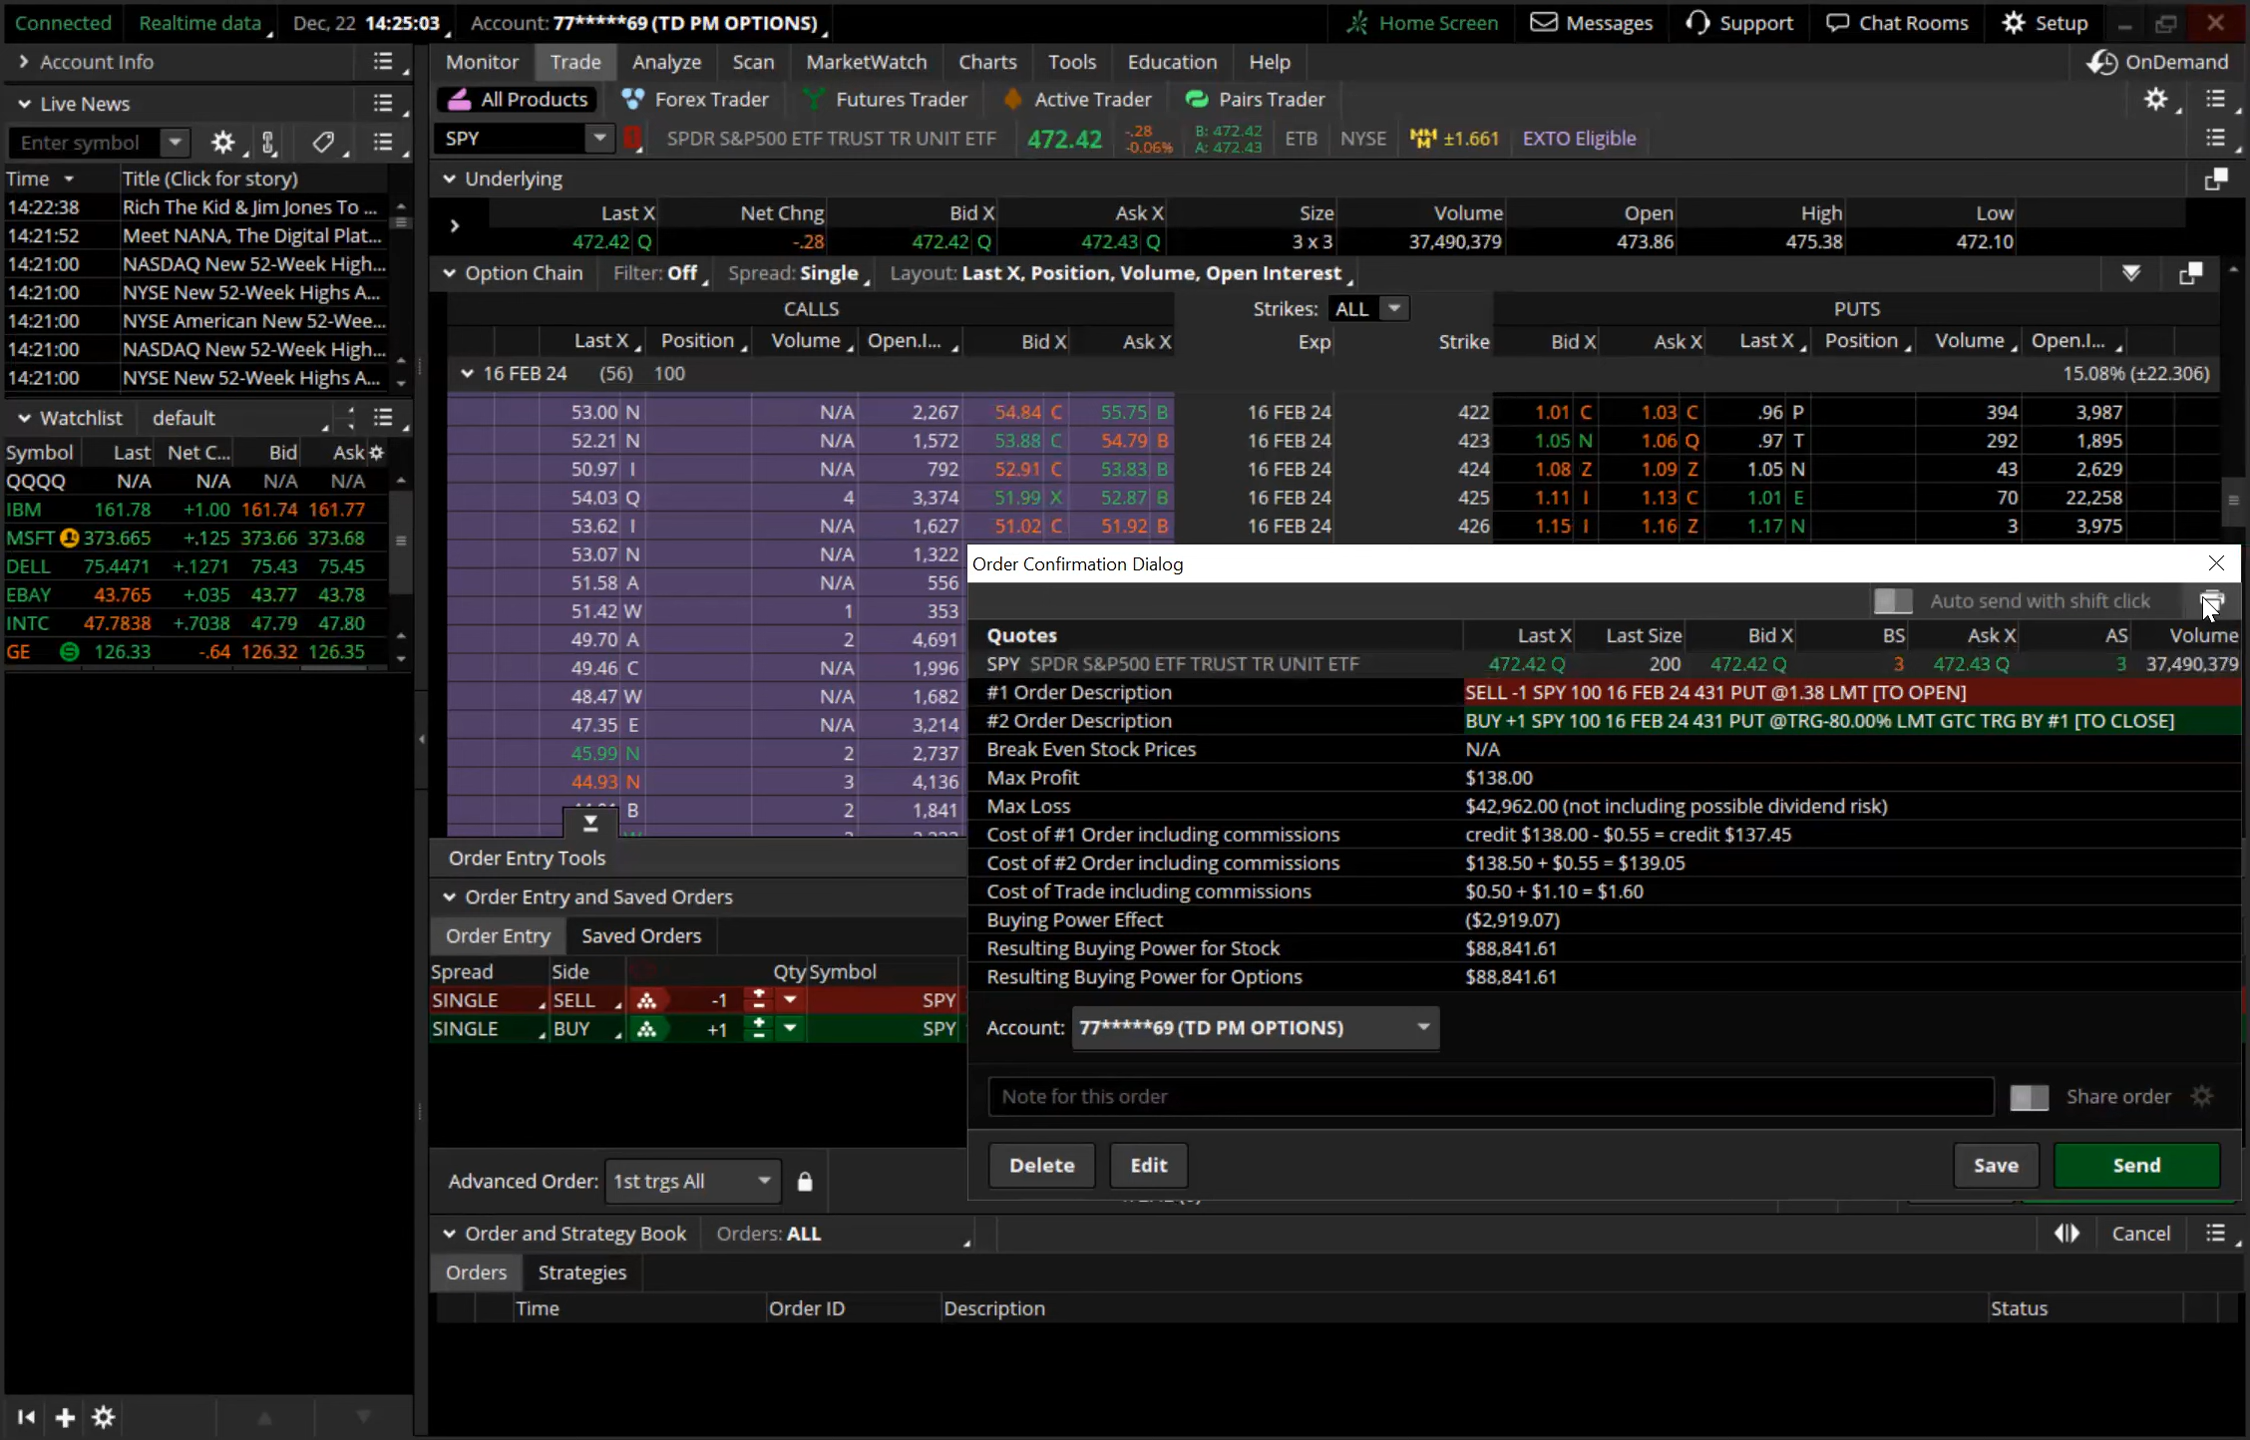 Connected Realtime data Dec, 22 14:25:03 Account: 77*****69 (TD PM OPTIONS) Home Screen Messages Support Chat Rooms Setup
Account Info
Monitor Trade Analyze Scan MarketWatch Charts Tools Education Help OnDemand
Live News
All Products Forex Trader Futures Trader Active Trader Pairs Trader
Enter symbol
SPY SPDR S&P500 ETF TRUST TR UNIT ETF 472.42 -.28 -0.06% B: 472.42 A: 472.43 ETB NYSE ±1.661 EXTO Eligible
Time Title (Click for story)
14:22:38 Rich The Kid & Jim Jones To ...
14:21:52 Meet NANA, The Digital Plat...
14:21:00 NASDAQ New 52-Week High...
14:21:00 NYSE New 52-Week Highs A...
14:21:00 NYSE American New 52-Wee...
14:21:00 NASDAQ New 52-Week High...
14:21:00 NYSE New 52-Week Highs A...
Underlying
Last X Net Chng Bid X Ask X Size Volume Open High Low
472.42 Q -.28 472.42 Q 472.43 Q 3 x 3 37,490,379 473.86 475.38 472.10
Option Chain Filter: Off Spread: Single Layout: Last X, Position, Volume, Open Interest
CALLS Strikes: ALL PUTS
Last X Position Volume Open.I... Bid X Ask X Exp Strike Bid X Ask X Last X Position Volume Open.I...
16 FEB 24 (56) 100 15.08% (±22.306)
53.00 N N/A 2,267 54.84 C 55.75 B 16 FEB 24 422 1.01 C 1.03 C .96 P 394 3,987
52.21 N N/A 1,572 53.88 C 54.79 B 16 FEB 24 423 1.05 N 1.06 Q .97 T 292 1,895
50.97 I N/A 792 52.91 C 53.83 B 16 FEB 24 424 1.08 Z 1.09 Z 1.05 N 43 2,629
54.03 Q 4 3,374 51.99 X 52.87 B 16 FEB 24 425 1.11 I 1.13 C 1.01 E 70 22,258
53.62 I N/A 1,627 51.02 C 51.92 B 16 FEB 24 426 1.15 I 1.16 Z 1.17 N 3 3,975
53.07 N N/A 1,322
51.58 A N/A 556
51.42 W 1 353
49.70 A 2 4,691
49.46 C N/A 1,996
48.47 W N/A 1,682
47.35 E N/A 3,214
45.99 N 2 2,737
44.93 N 3 4,136
B 2 1,841
Watchlist default
Symbol Last Net C... Bid Ask
QQQQ N/A N/A N/A N/A
IBM 161.78 +1.00 161.74 161.77
MSFT 373.665 +.125 373.66 373.68
DELL 75.4471 +.1271 75.43 75.45
EBAY 43.765 +.035 43.77 43.78
INTC 47.7838 +.7038 47.79 47.80
GE S 126.33 -.64 126.32 126.35
Order Confirmation Dialog
Auto send with shift click
Quotes Last X Last Size Bid X BS Ask X AS Volume
SPY SPDR S&P500 ETF TRUST TR UNIT ETF 472.42 Q 200 472.42 Q 3 472.43 Q 3 37,490,379
#1 Order Description SELL -1 SPY 100 16 FEB 24 431 PUT @1.38 LMT [TO OPEN]
#2 Order Description BUY +1 SPY 100 16 FEB 24 431 PUT @TRG-80.00% LMT GTC TRG BY #1 [TO CLOSE]
Break Even Stock Prices N/A
Max Profit $138.00
Max Loss $42,962.00 (not including possible dividend risk)
Cost of #1 Order including commissions credit $138.00 - $0.55 = credit $137.45
Cost of #2 Order including commissions $138.50 + $0.55 = $139.05
Cost of Trade including commissions $0.50 + $1.10 = $1.60
Buying Power Effect ($2,919.07)
Resulting Buying Power for Stock $88,841.61
Resulting Buying Power for Options $88,841.61
Account: 77*****69 (TD PM OPTIONS)
Note for this order Share order
Delete Edit Save Send
Order Entry Tools
Order Entry and Saved Orders
Order Entry Saved Orders
Spread Side Qty Symbol
SINGLE SELL -1 SPY
SINGLE BUY +1 SPY
Advanced Order: 1st trgs All
Order and Strategy Book Orders: ALL Cancel
Orders Strategies
Time Order ID Description Status